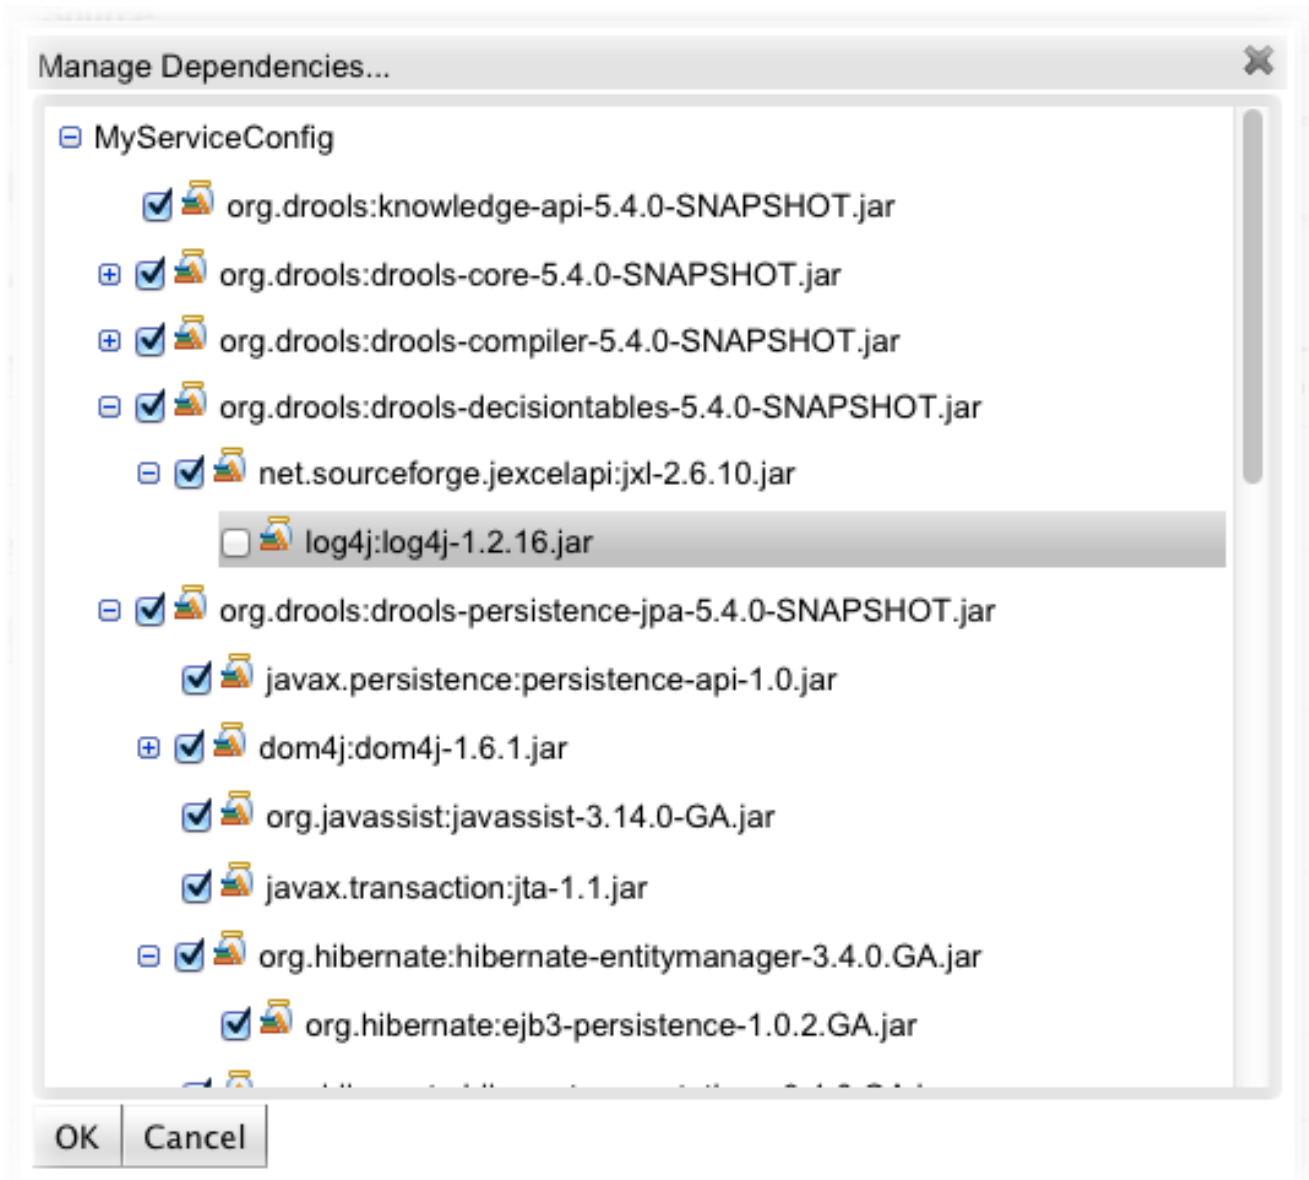 Manage Dependencies...
MyServiceConfig
org.drools:knowledge-api-5.4.0-SNAPSHOT.jar
org.drools:drools-core-5.4.0-SNAPSHOT.jar
org.drools:drools-compiler-5.4.0-SNAPSHOT.jar
org.drools:drools-decisiontables-5.4.0-SNAPSHOT.jar
net.sourceforge.jexcelapi:jxl-2.6.10.jar
log4j:log4j-1.2.16.jar
org.drools:drools-persistence-jpa-5.4.0-SNAPSHOT.jar
javax.persistence:persistence-api-1.0.jar
dom4j:dom4j-1.6.1.jar
org.javassist:javassist-3.14.0-GA.jar
javax.transaction:jta-1.1.jar
org.hibernate:hibernate-entitymanager-3.4.0.GA.jar
org.hibernate:ejb3-persistence-1.0.2.GA.jar
OK
Cancel